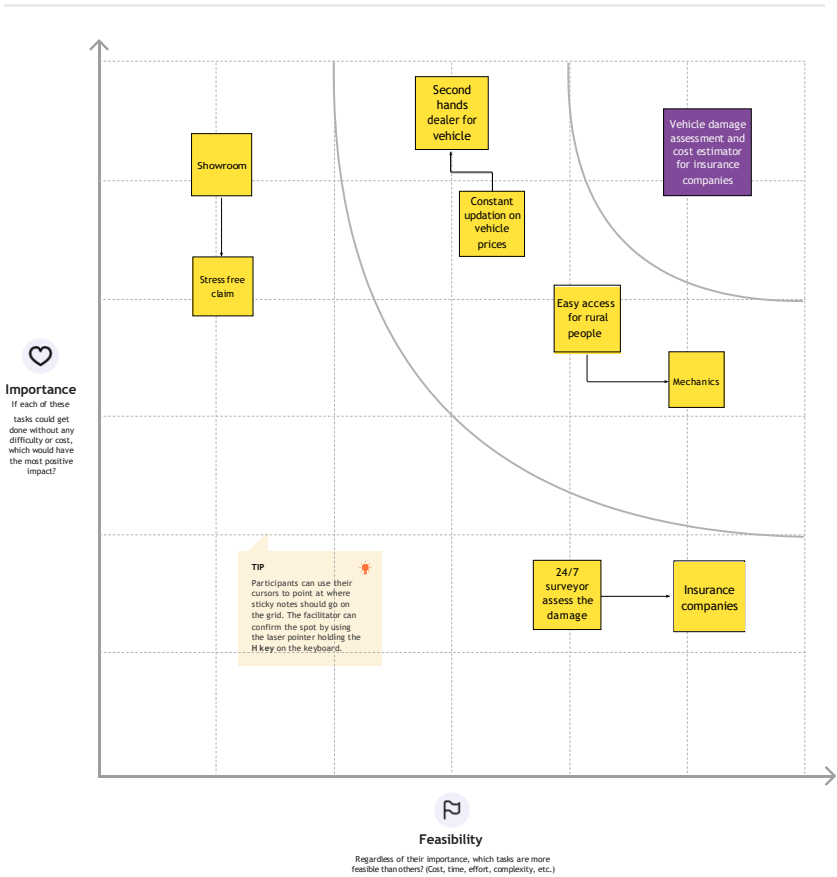 Second
hands
dealer for
vehicle
Vehicle damage
assessment and
cost estimator
for insurance
companies
Showroom
Constant
updation on
vehicle
prices
Stress free
claim
Easy access
for rural
people
Mechanics
Importance
If each of these
tasks could get
done without any
difficulty or cost,
which would have
the most positive
impact?
TIP
Participants can use their
cursors to point at where
sticky notes should go on
the grid. The facilitator can
confirm the spot by using
the laser pointer holding the
H key on the keyboard.
24/7
surveyor
assess the
damage
Insurance
companies
Feasibility
Regardless of their importance, which tasks are more
feasible than others? (Cost, time, effort, complexity, etc.)